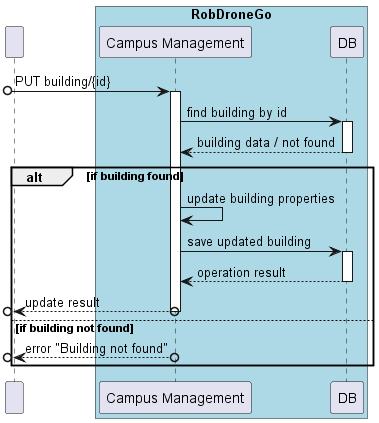 RobDroneGo
Campus Management
DB
PUT building/{id}
find building by id
building data / not found
alt
[if building found]
update building properties
save updated building
operation result
update result
[if building not found]
error "Building not found"
Campus Management
DB